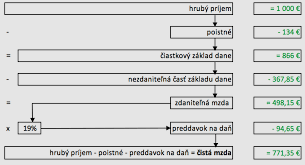 hrubý príjem = 1 000 €
- poistné - 134 €
= čiastkový základ dane = 866 €
- nezdaniteľná časť základu dane - 367,85 €
= zdaniteľná mzda = 498,15 €
x 19% preddavok na daň - 94,65 €
hrubý príjem - poistné - preddavok na daň = čistá mzda = 771,35 €